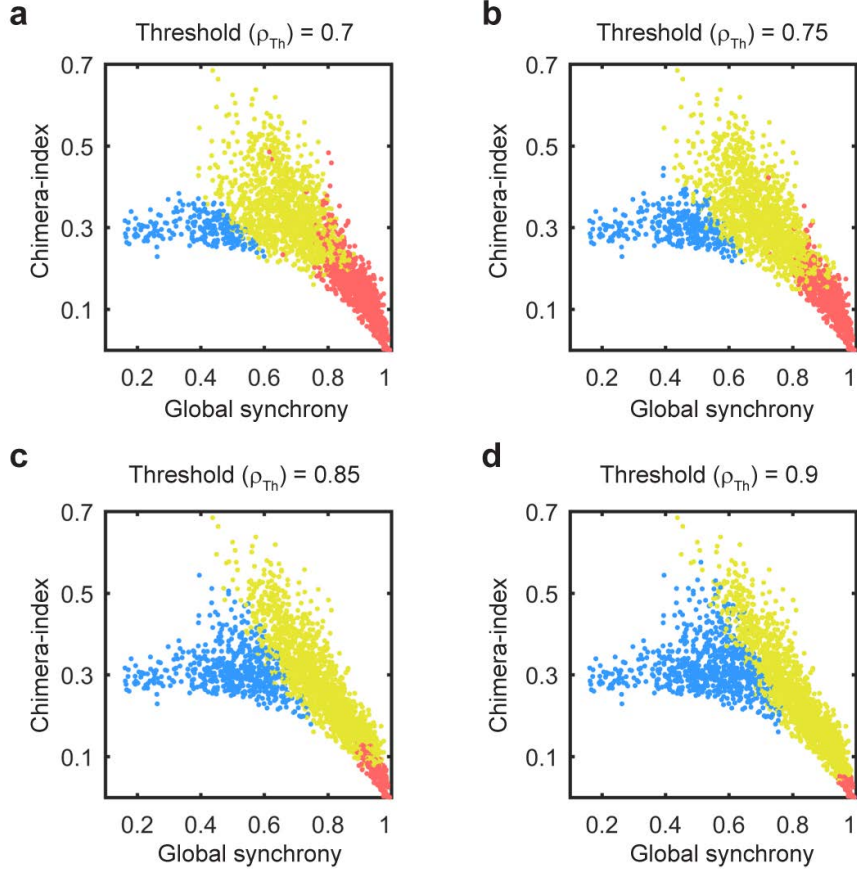 a
Threshold (ρTh) = 0.7
0.7
0.5
0.3
0.1
Chimera-index
0.2 0.4 0.6 0.8 1
Global synchrony
b
Threshold (ρTh) = 0.75
0.7
0.5
0.3
0.1
Chimera-index
0.2 0.4 0.6 0.8 1
Global synchrony
c
Threshold (ρTh) = 0.85
0.7
0.5
0.3
0.1
Chimera-index
0.2 0.4 0.6 0.8 1
Global synchrony
d
Threshold (ρTh) = 0.9
0.7
0.5
0.3
0.1
Chimera-index
0.2 0.4 0.6 0.8 1
Global synchrony